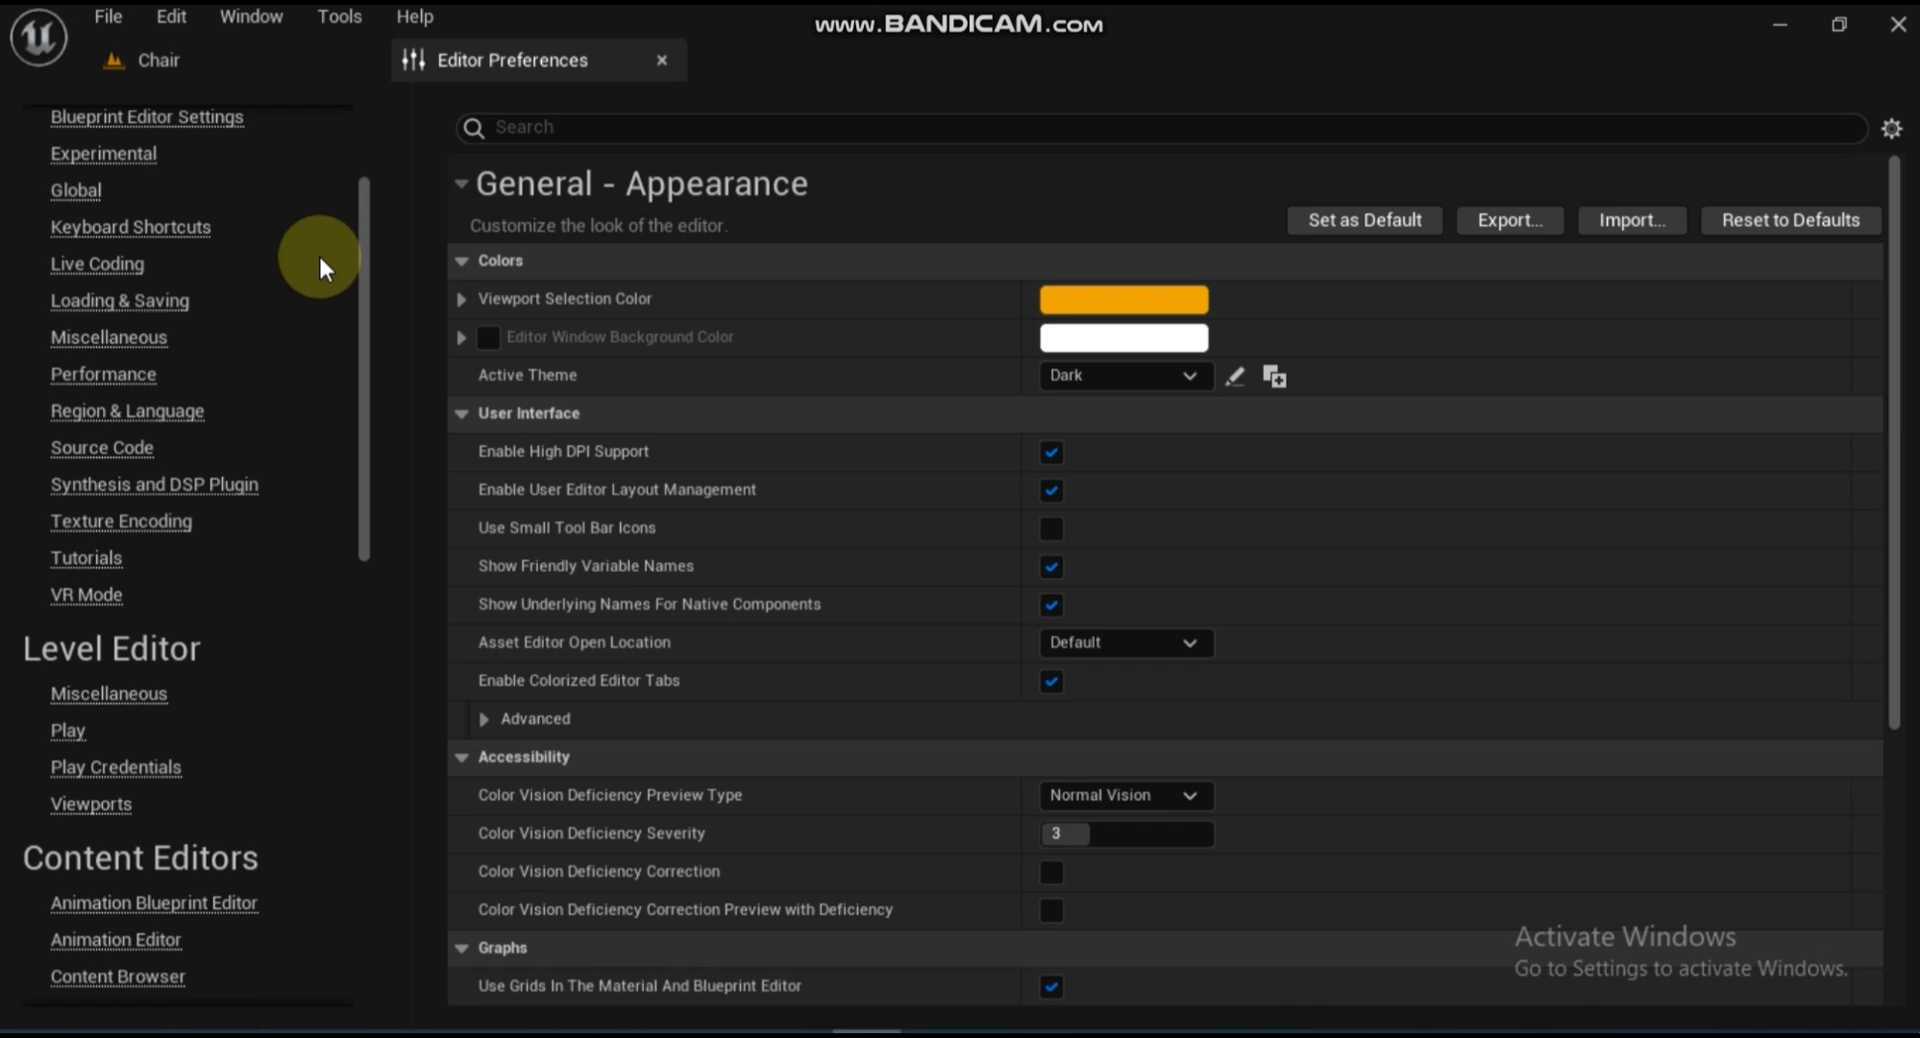 File Edit Window Tools Help
www.BANDICAM.com
Chair
Editor Preferences
Blueprint Editor Settings
Experimental
Global
Keyboard Shortcuts
Live Coding
Loading & Saving
Miscellaneous
Performance
Region & Language
Source Code
Synthesis and DSP Plugin
Texture Encoding
Tutorials
VR Mode
Level Editor
Miscellaneous
Play
Play Credentials
Viewports
Content Editors
Animation Blueprint Editor
Animation Editor
Content Browser
Search
General - Appearance
Customize the look of the editor.
Set as Default Export... Import... Reset to Defaults
Colors
Viewport Selection Color
Editor Window Background Color
Active Theme Dark
User Interface
Enable High DPI Support
Enable User Editor Layout Management
Use Small Tool Bar Icons
Show Friendly Variable Names
Show Underlying Names For Native Components
Asset Editor Open Location Default
Enable Colorized Editor Tabs
Advanced
Accessibility
Color Vision Deficiency Preview Type Normal Vision
Color Vision Deficiency Severity 3
Color Vision Deficiency Correction
Color Vision Deficiency Correction Preview with Deficiency
Graphs
Use Grids In The Material And Blueprint Editor
Activate Windows
Go to Settings to activate Windows.